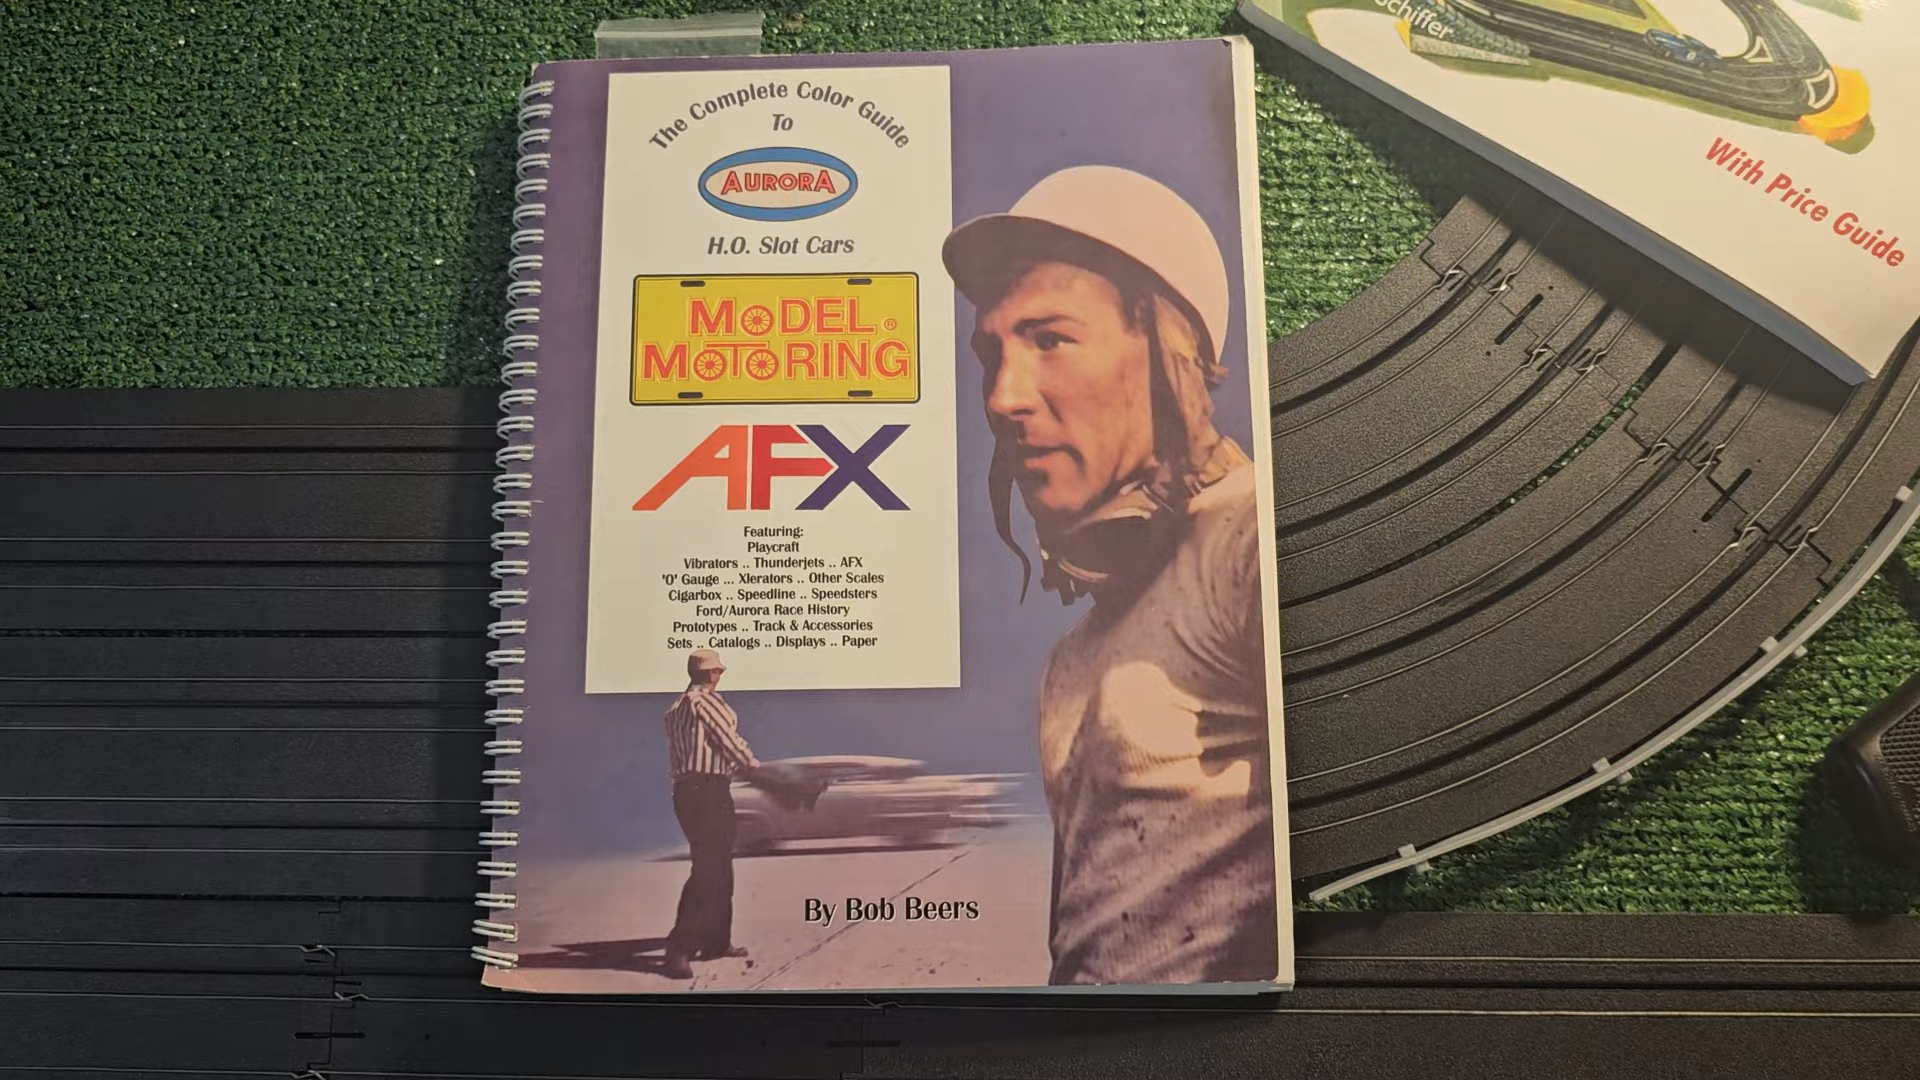 The Complete Color Guide
To
AURORA
H.O. Slot Cars
MODEL ®
MOTORING
AFX
Featuring:
Playcraft
Vibrators .. Thunderjets .. AFX
'O' Gauge ... Xlerators .. Other Scales
Cigarbox .. Speedline .. Speedsters
Ford/Aurora Race History
Prototypes .. Track & Accessories
Sets .. Catalogs .. Displays .. Paper
By Bob Beers
Schiffer
With Price Guide